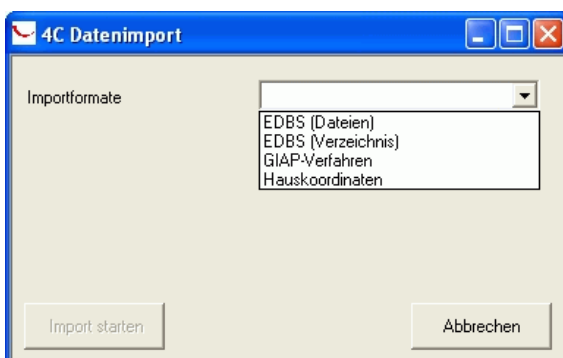 4C Datenimport
Importformate
EDBS (Dateien)
EDBS (Verzeichnis)
GIAP-Verfahren
Hauskoordinaten
Import starten
Abbrechen